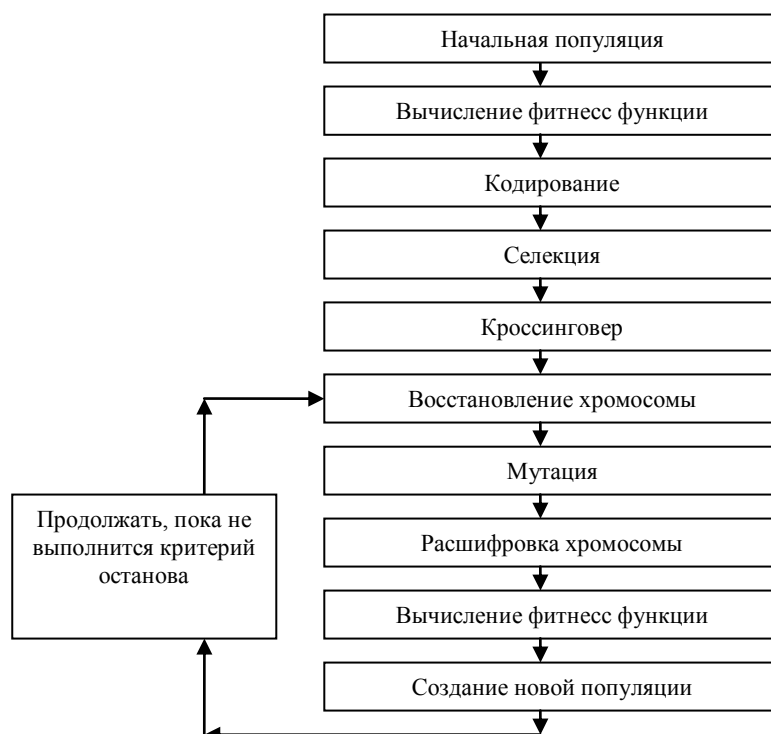 Начальная популяция
Вычисление фитнесс функции
Кодирование
Селекция
Кроссинговер
Восстановление хромосомы
Мутация
Продолжать, пока не
выполнится критерий
останова
Расшифровка хромосомы
Вычисление фитнесс функции
Создание новой популяции